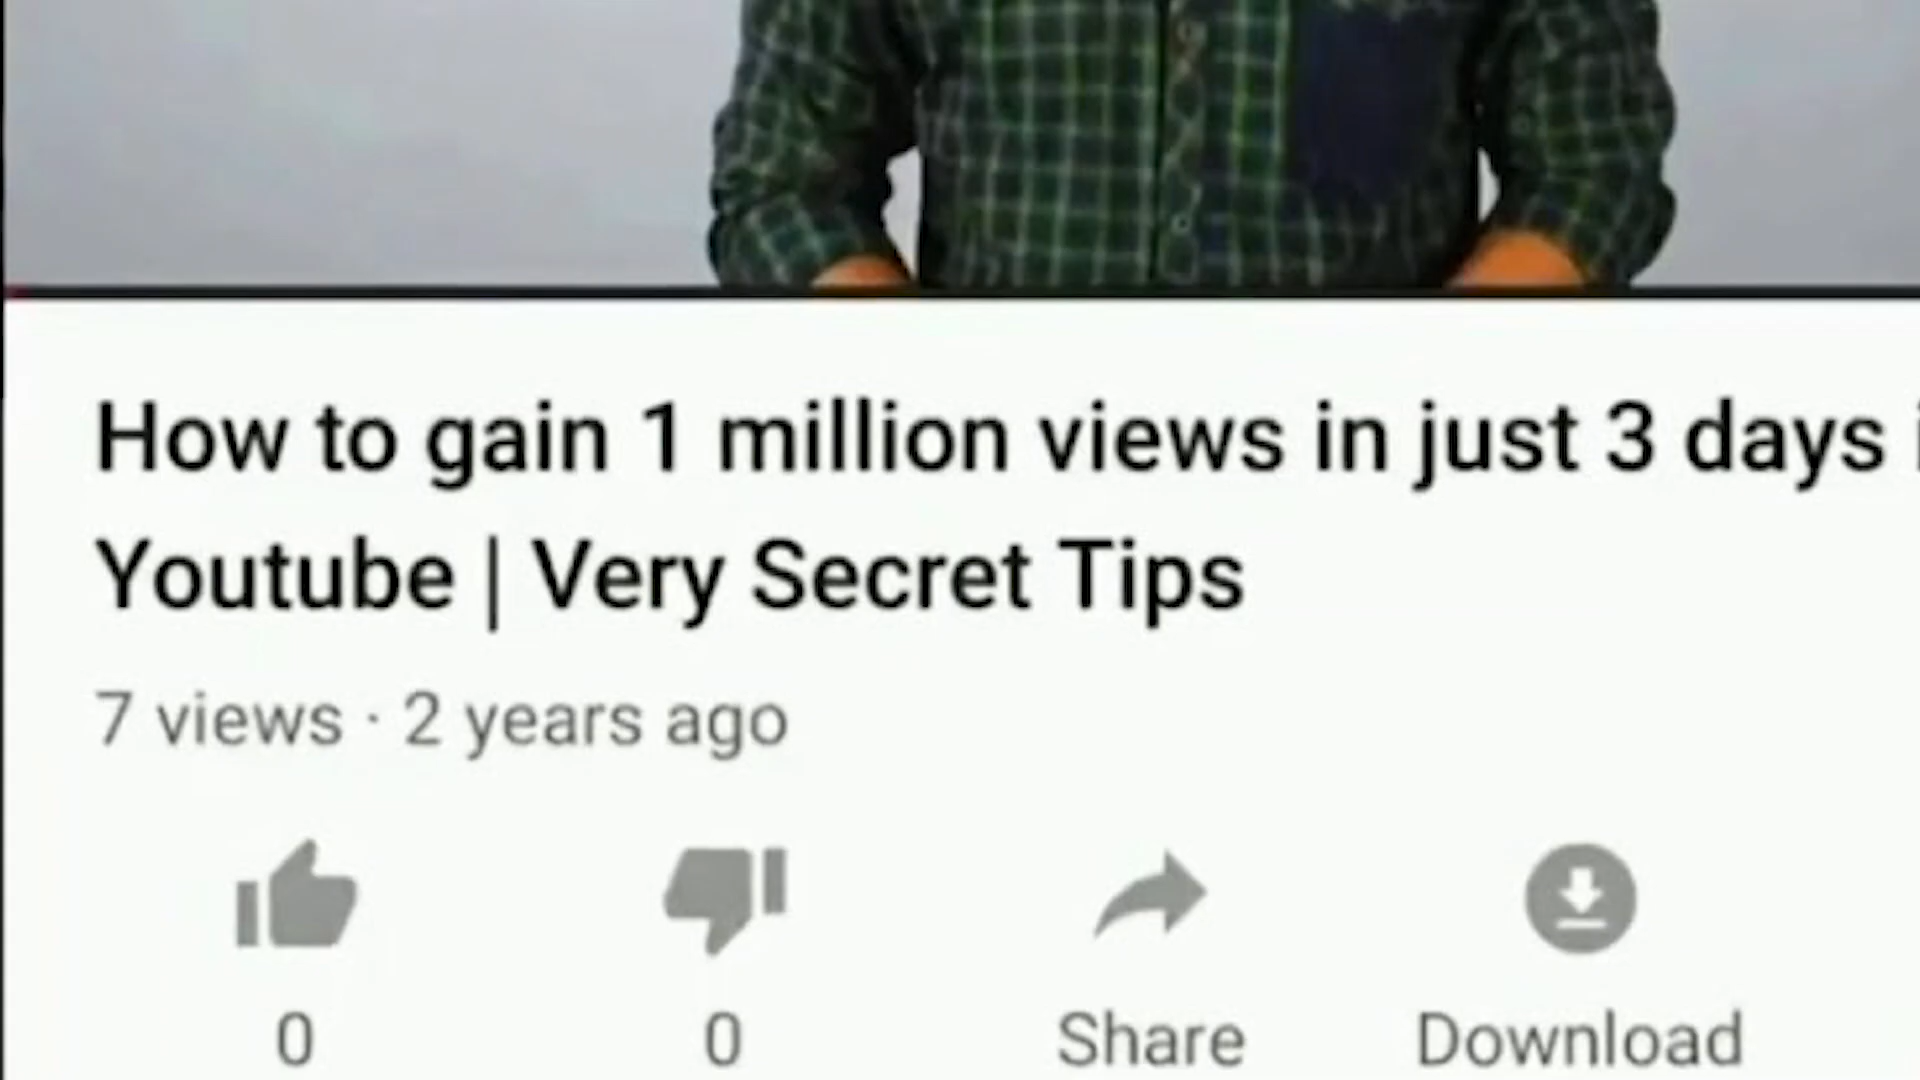 How to gain 1 million views in just 3 days
Youtube | Very Secret Tips
7 views · 2 years ago
0 0 Share Download